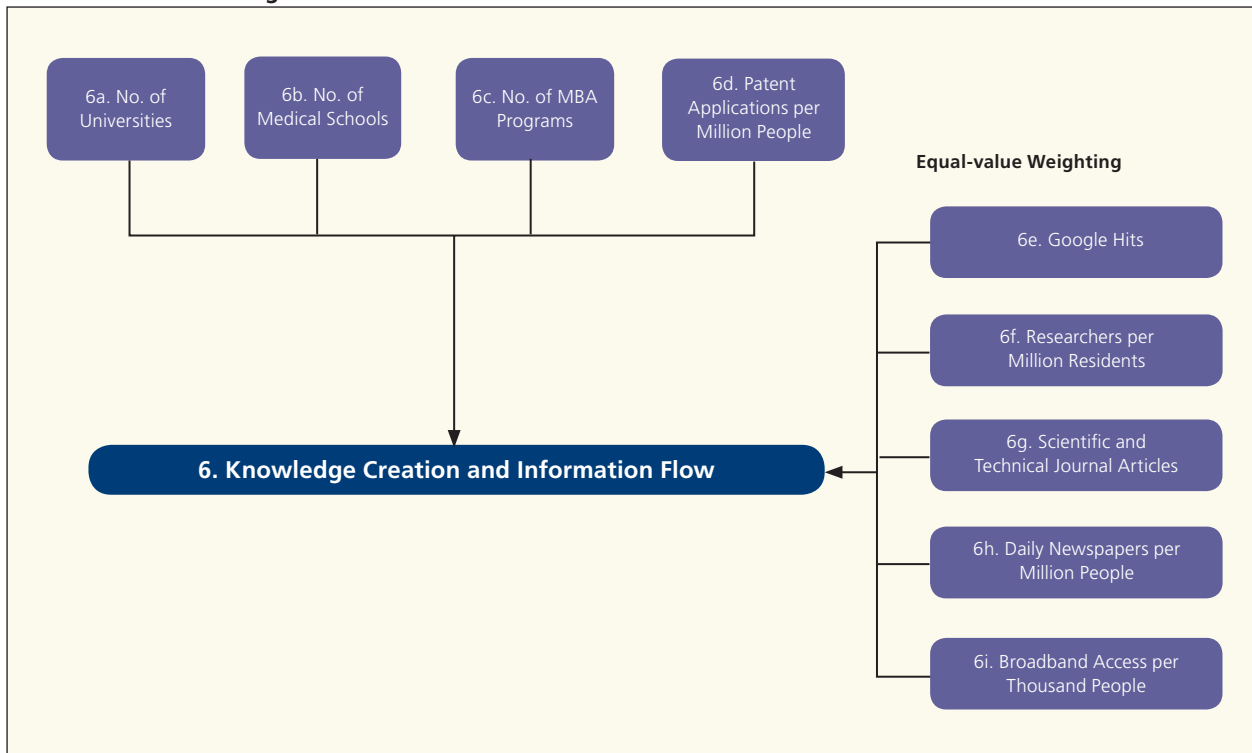 6a. No. of
Universities
6b. No. of
Medical Schools
6c. No. of MBA
Programs
6d. Patent
Applications per
Million People
Equal-value Weighting
6e. Google Hits
6f. Researchers per
Million Residents
6g. Scientific and
Technical Journal Articles
6. Knowledge Creation and Information Flow
6h. Daily Newspapers per
Million People
6i. Broadband Access per
Thousand People